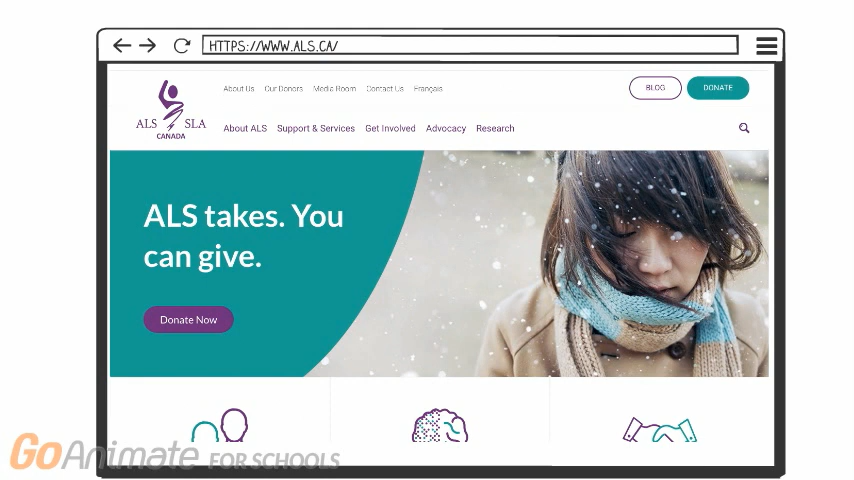 HTTPS://WWW.ALS.CA/
About Us Our Donors Media Room Contact Us Français
BLOG DONATE
ALS SLA
CANADA
About ALS Support & Services Get Involved Advocacy Research
ALS takes. You
can give.
Donate Now
GoAnimate FOR SCHOOLS